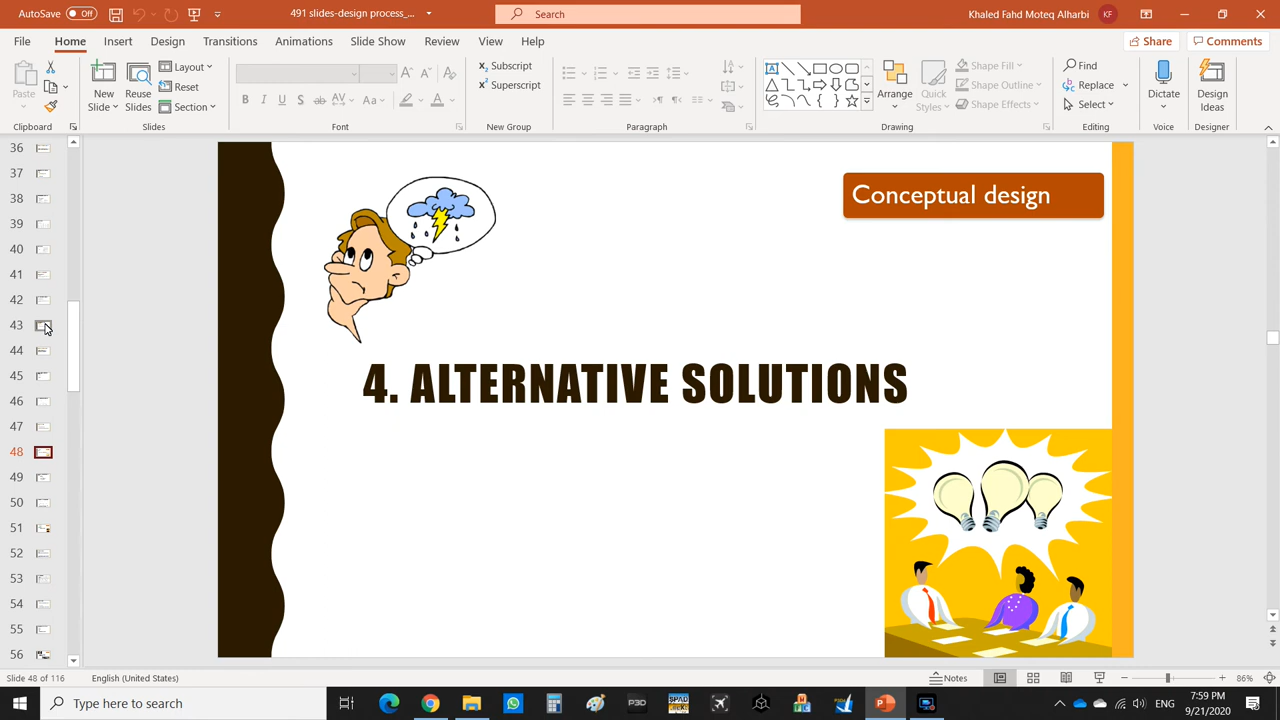 AutoSave Off 491 slides-design process_... Search Khaled Fahd Moteq Alharbi KF
File Home Insert Design Transitions Animations Slide Show Review View Help Share Comments
Paste New Slide Reuse Slides Layout Reset Section Subscript Superscript Arrange Quick Styles Shape Fill Shape Outline Shape Effects Find Replace Select Dictate Design Ideas
B I U S ab AV Aa A
Clipboard Slides Font New Group Paragraph Drawing Editing Voice Designer
36
37
38
39
40
41
42
43
44
45
46
47
48
49
50
51
52
53
54
55
56
Conceptual design
4. ALTERNATIVE SOLUTIONS
Slide 48 of 116 English (United States) Notes 86%
Type here to search P3D ENG 7:59 PM
9/21/2020